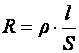 R = ρ · l/S